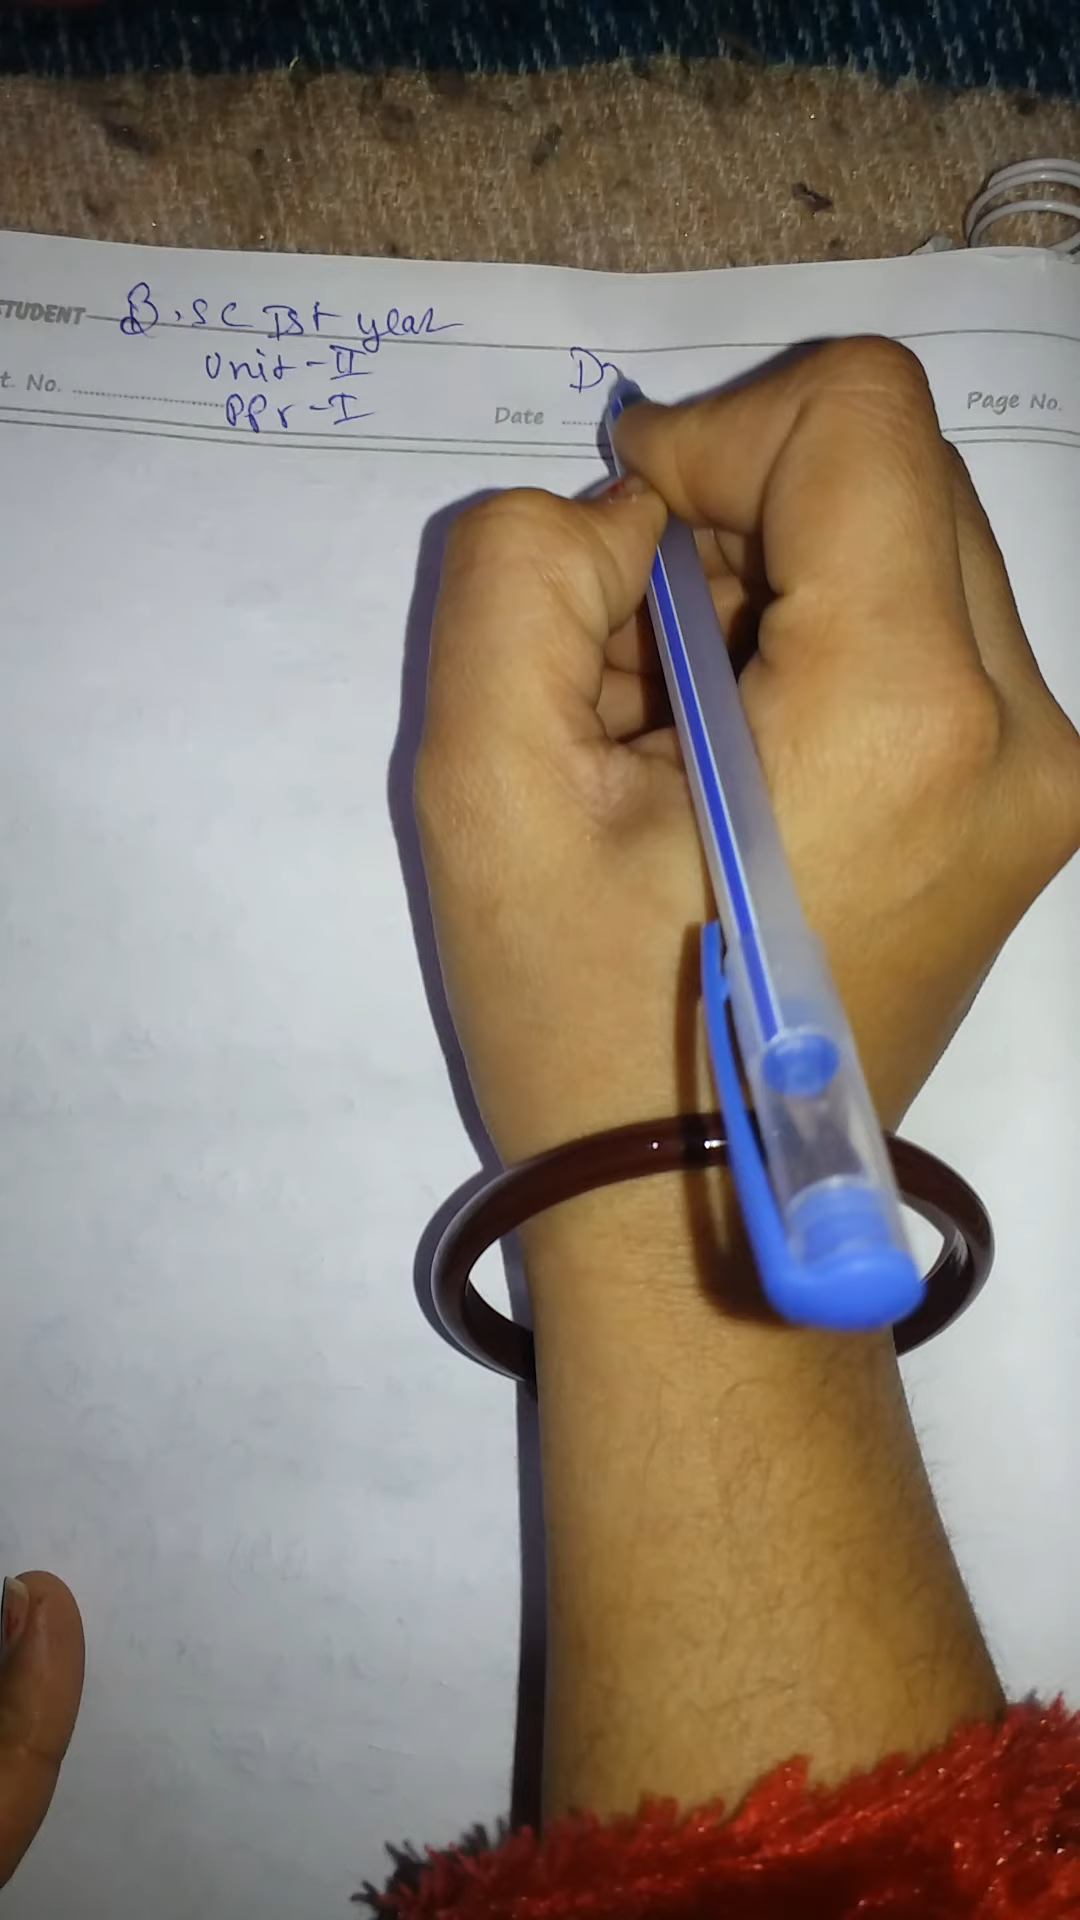 STUDENT B.sc Ist year
Unit-II
t. No. PPr-I Date Page No.